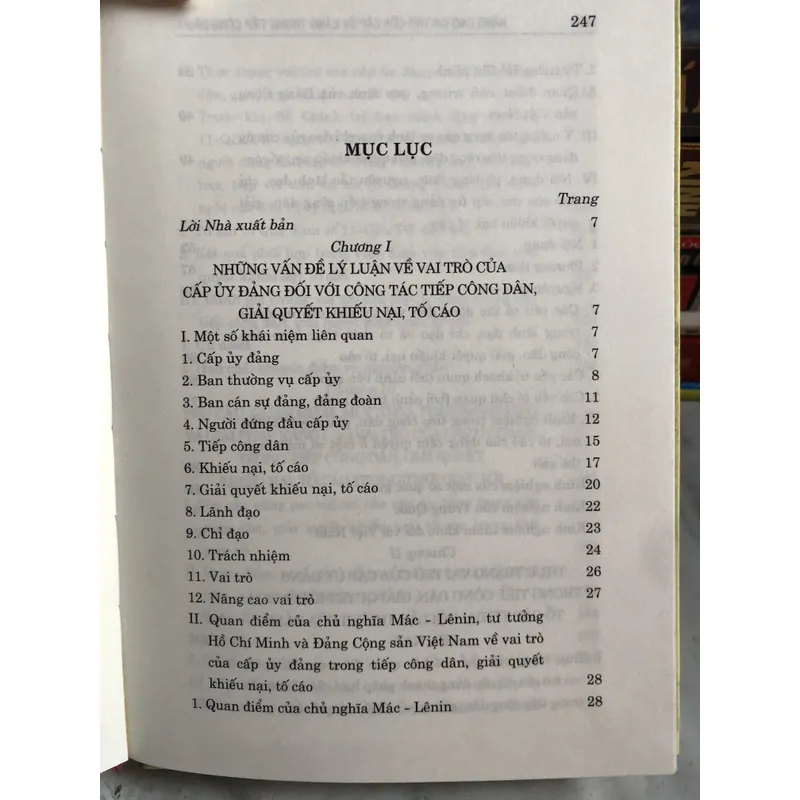 247
MỤC LỤC
Trang
Lời Nhà xuất bản 7
Chương I
NHỮNG VẤN ĐỀ LÝ LUẬN VỀ VAI TRÒ CỦA
CẤP ỦY ĐẢNG ĐỐI VỚI CÔNG TÁC TIẾP CÔNG DÂN,
GIẢI QUYẾT KHIẾU NẠI, TỐ CÁO 7
I. Một số khái niệm liên quan 7
1. Cấp ủy đảng 7
2. Ban thường vụ cấp ủy 8
3. Ban cán sự đảng, đảng đoàn 11
4. Người đứng đầu cấp ủy 12
5. Tiếp công dân 15
6. Khiếu nại, tố cáo 17
7. Giải quyết khiếu nại, tố cáo 20
8. Lãnh đạo 22
9. Chỉ đạo 23
10. Trách nhiệm 24
11. Vai trò 26
12. Nâng cao vai trò 27
II. Quan điểm của chủ nghĩa Mác - Lênin, tư tưởng
Hồ Chí Minh và Đảng Cộng sản Việt Nam về vai trò
của cấp ủy đảng trong tiếp công dân, giải quyết
khiếu nại, tố cáo 28
1. Quan điểm của chủ nghĩa Mác - Lênin 28